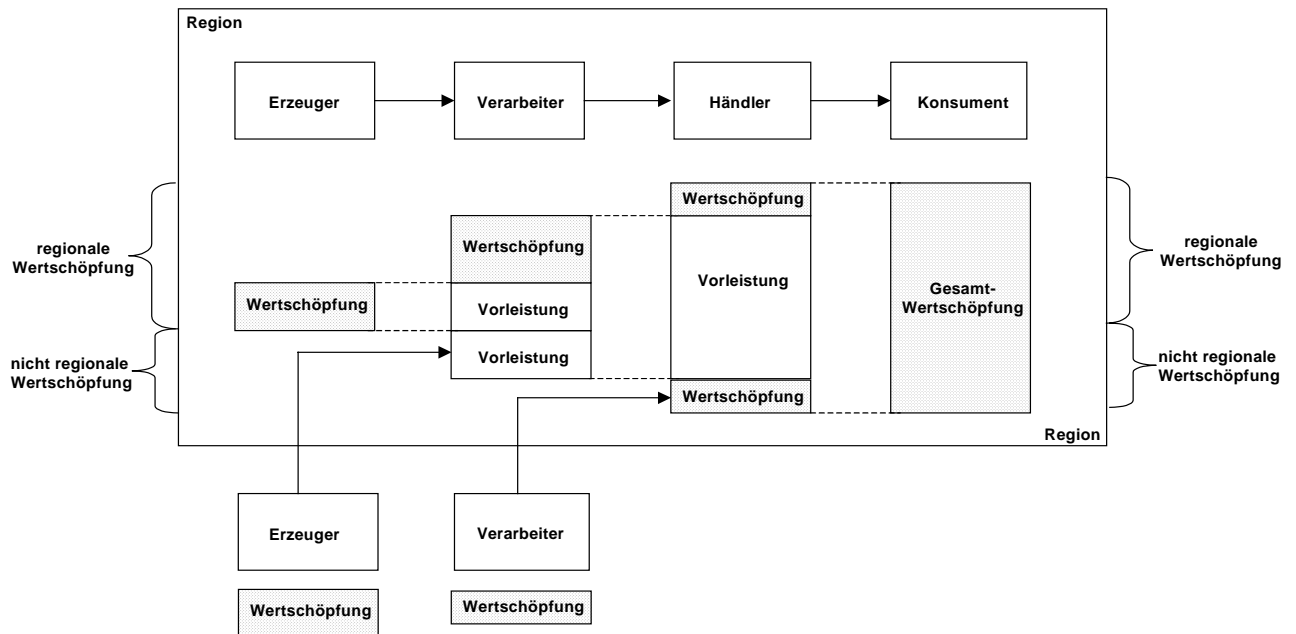 Region
Erzeuger
Verarbeiter
Händler
Konsument
Wertschöpfung
regionale
Wertschöpfung
Wertschöpfung
regionale
Wertschöpfung
Wertschöpfung
Vorleistung
Vorleistung
Gesamt-
Wertschöpfung
Vorleistung
nicht regionale
Wertschöpfung
Wertschöpfung
nicht regionale
Wertschöpfung
Region
Erzeuger
Verarbeiter
Wertschöpfung
Wertschöpfung